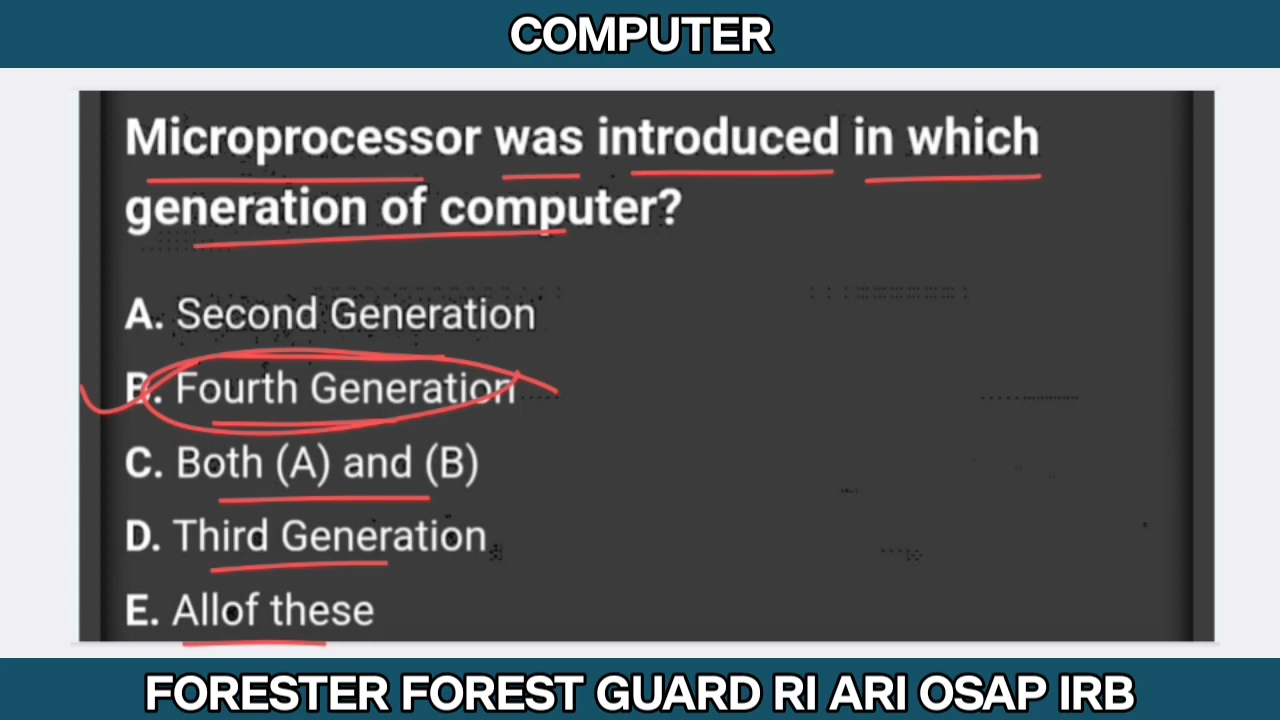 COMPUTER
Microprocessor was introduced in which
generation of computer?
A. Second Generation
B. Fourth Generation
C. Both (A) and (B)
D. Third Generation
E. Allof these
FORESTER FOREST GUARD RI ARI OSAP IRB